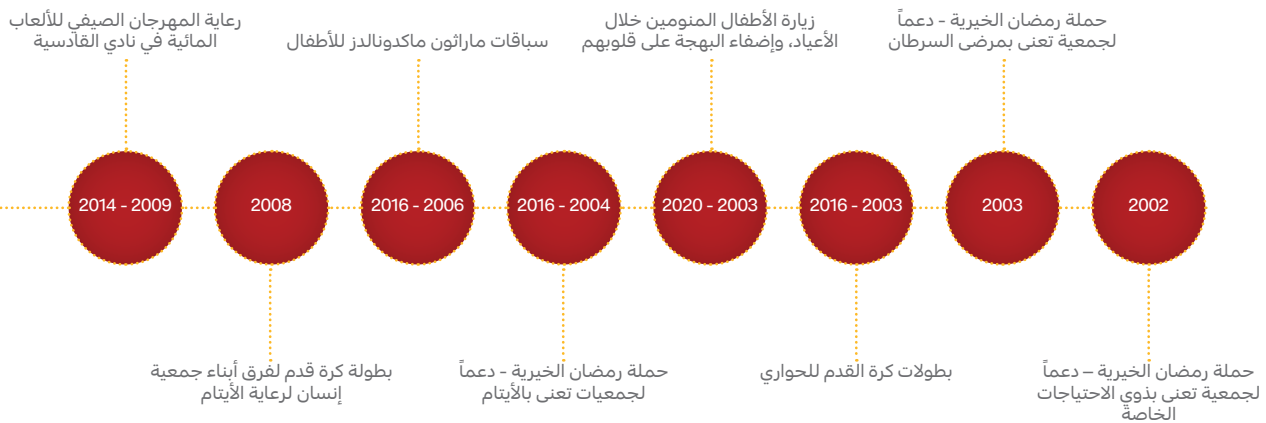 حملة رمضان الخيرية - دعماً
لجمعية تعنى بمرضى السرطان
زيارة الأطفال المنومين خلال
الأعياد، وإضفاء البهجة على قلوبهم
سباقات ماراثون ماكدونالدز للأطفال
رعاية المهرجان الصيفي للألعاب
المائية في نادي القادسية
2002
2003
2016 - 2003
2020 - 2003
2016 - 2004
2016 - 2006
2008
2014 - 2009
حملة رمضان الخيرية – دعماً
لجمعية تعنى بذوي الاحتياجات
الخاصة
بطولات كرة القدم للحواري
حملة رمضان الخيرية - دعماً
لجمعيات تعنى بالأيتام
بطولة كرة قدم لفرق أبناء جمعية
إنسان لرعاية الأيتام